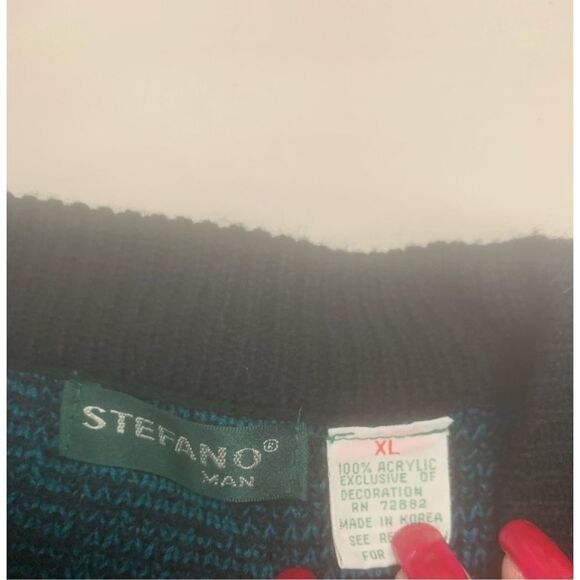 STEFANO®
MAN
XL
100% ACRYLIC
EXCLUSIVE OF
DECORATION
RN 72882
MADE IN KOREA
SEE
FOR